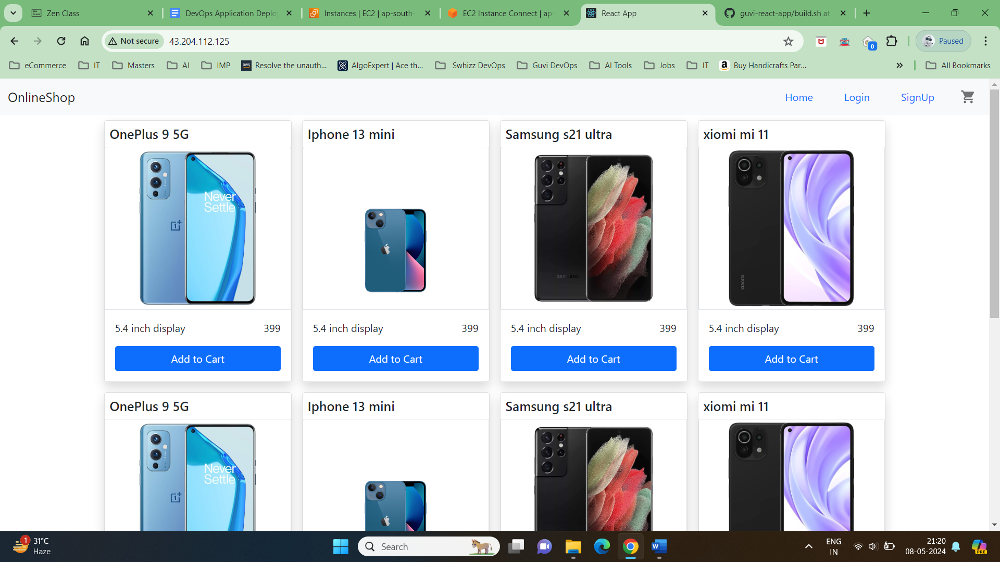 Zen Class
DevOps Application Deplo
Instances | EC2 | ap-south-
EC2 Instance Connect | ap-
React App
guvi-react-app/build.sh at
Not secure
43.204.112.125
0
Paused
eCommerce
IT
Masters
AI
IMP
aws
Resolve the unauth...
AlgoExpert | Ace th...
Swhizz DevOps
Guvi DevOps
AI Tools
Jobs
IT
Buy Handicrafts Par...
All Bookmarks
OnlineShop
Home
Login
SignUp
OnePlus 9 5G
Iphone 13 mini
Samsung s21 ultra
xiomi mi 11
Never
Settle
SAMSUNG
xiaomi
5.4 inch display 399
5.4 inch display 399
5.4 inch display 399
5.4 inch display 399
Add to Cart
Add to Cart
Add to Cart
Add to Cart
OnePlus 9 5G
Iphone 13 mini
Samsung s21 ultra
xiomi mi 11
Never
Settle
1
31°C
Haze
Search
ENG
IN
21:20
08-05-2024
PRE